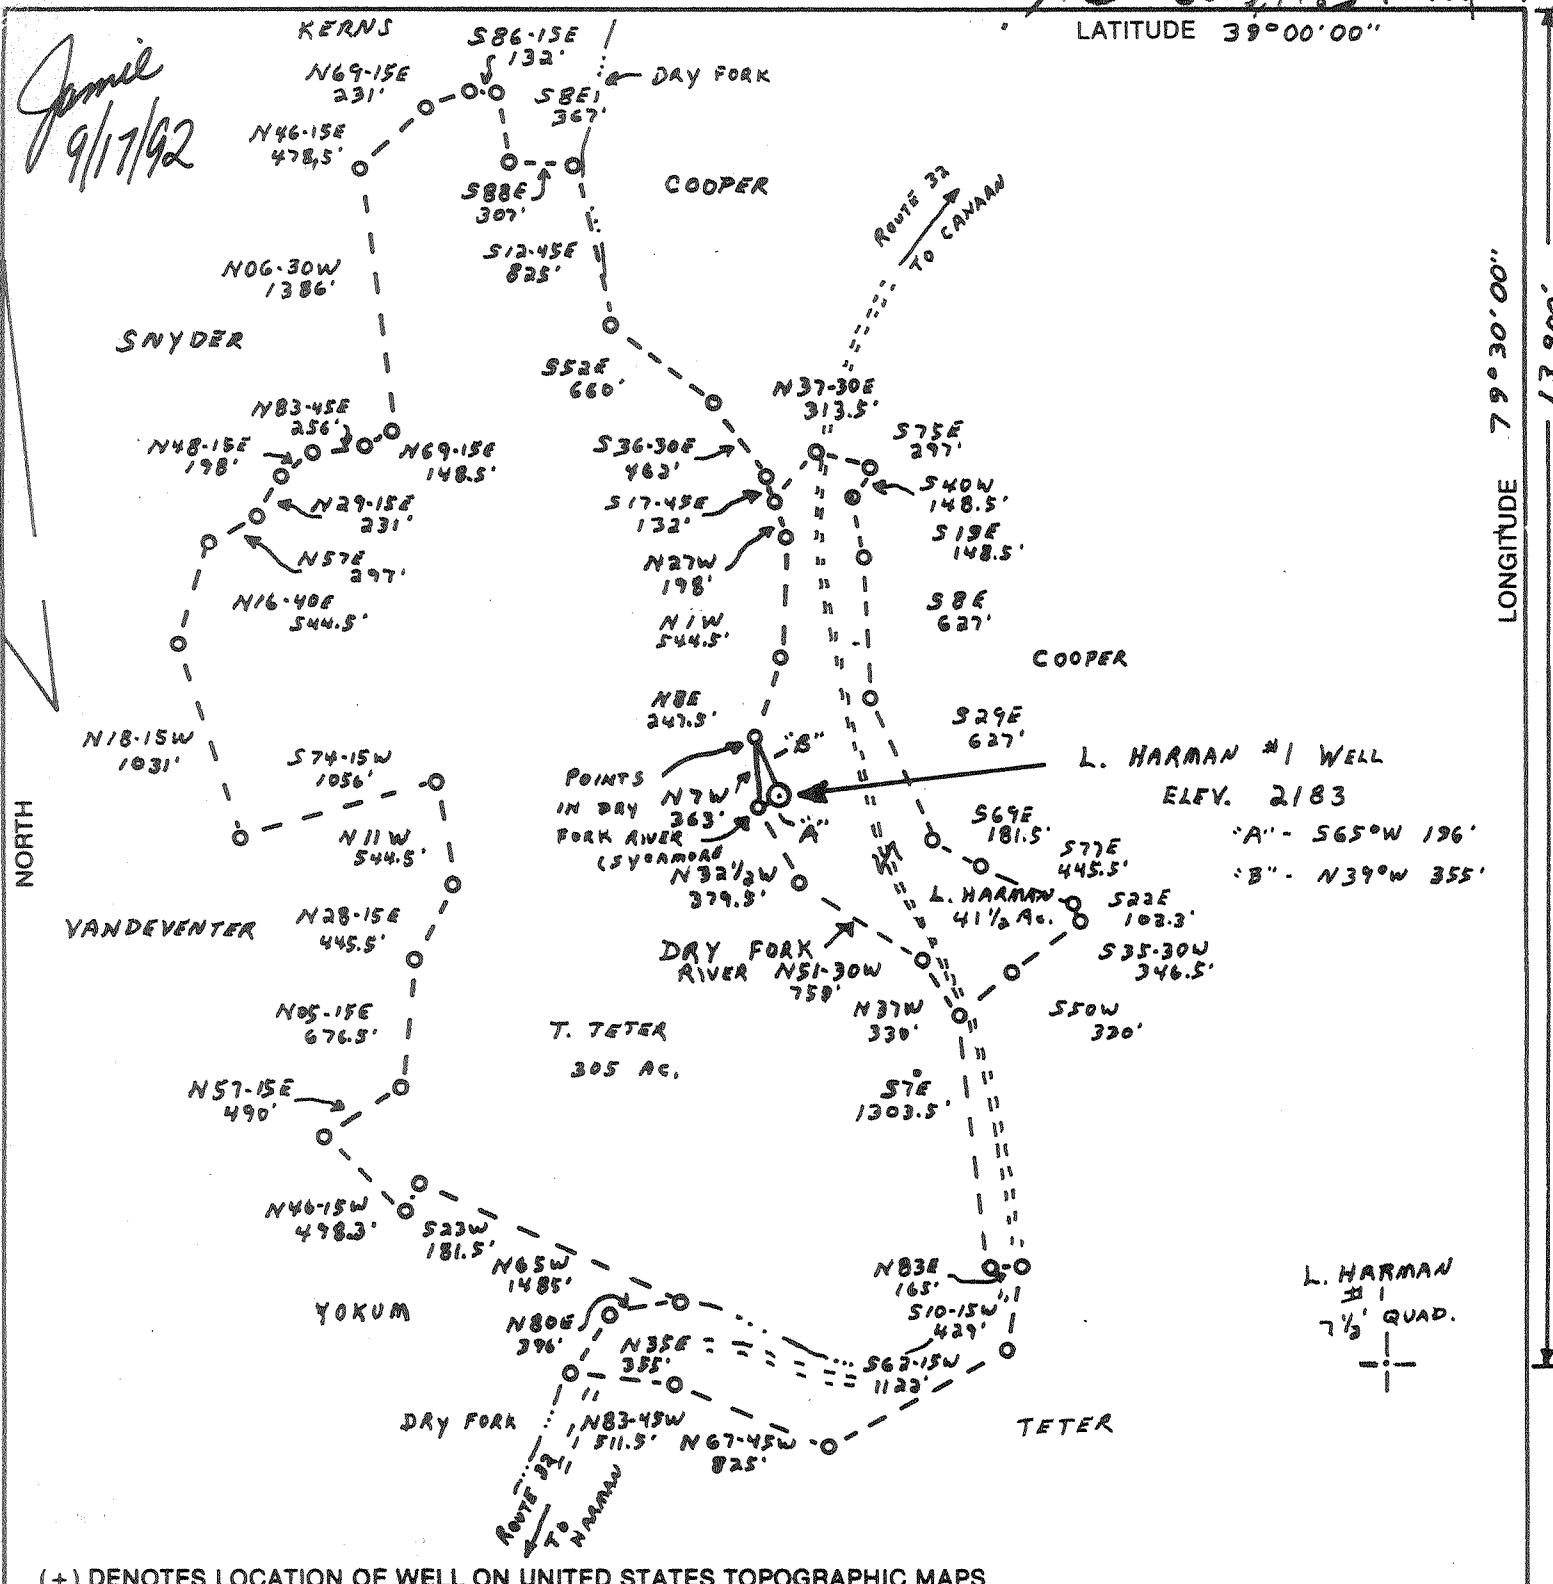 LATITUDE 39°00'00"
Jamie
9/17/92
KERNS
S86-15E
132'
N69-15E
231'
S8E
367'
DRY FORK
N46-15E
478.5'
S88E
307'
COOPER
ROUTE 32
TO CANAAN
S12-45E
825'
N06-30W
1386'
LONGITUDE 79°30'00"
SNYDER
S52E
660'
N37-30E
313.5'
N83-45E
256'
N48-15E
198'
N69-15E
148.5'
S36-30E
462'
S75E
297'
S40W
148.5'
N29-15E
231'
S17-45E
132'
S19E
148.5'
N57E
297'
N27W
198'
N16-40E
544.5'
S8E
627'
N1W
544.5'
COOPER
N8E
247.5'
S29E
627'
N18-15W
1031'
S74-15W
1056'
"B"
L. HARMAN #1 WELL
ELEV. 2183
"A" - S65°W 196'
"B" - N39°W 355'
POINTS
IN DRY
FORK RIVER
(SYCAMORE
N7W
363'
"A"
NORTH
N11W
544.5'
S69E
181.5'
S77E
445.5'
N32½W
379.5'
L. HARMAN
41½ Ac.
S22E
VANDEVENTER
N28-15E
445.5'
DRY FORK
RIVER
N51-30W
S35-30W
346.5'
N05-15E
676.5'
T. TETER
305 AC.
N37W
330'
S50W
N57-15E
490'
S7E
1303.5'
N46-15W
S23W
181.5'
N65W
1485'
N83E
165'
L. HARMAN
#1
7½' QUAD.
YOKUM
N80E
396'
N35E
355'
S10-15W
429'
S62-15W
1122'
DRY FORK
N83-45W
511.5'
N67-45W
825'
TETER
ROUTE 32
TO HARMAN
(+) DENOTES LOCATION OF WELL ON UNITED STATES TOPOGRAPHIC MAPS